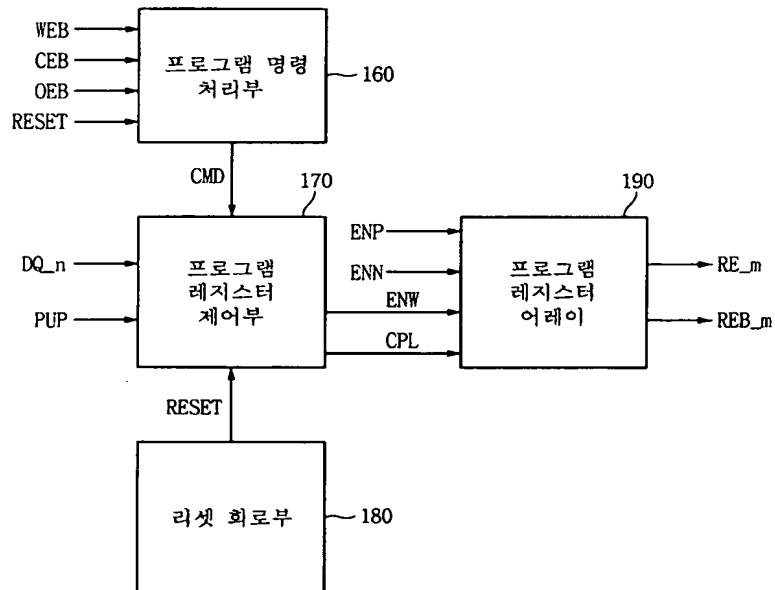 WEB
CEB
OEB
RESET
프로그램 명령
처리부
160
CMD
170
DQ_n
PUP
프로그램
레지스터
제어부
ENP
ENN
ENW
CPL
190
프로그램
레지스터
어레이
RE_m
REB_m
RESET
리셋 회로부
180